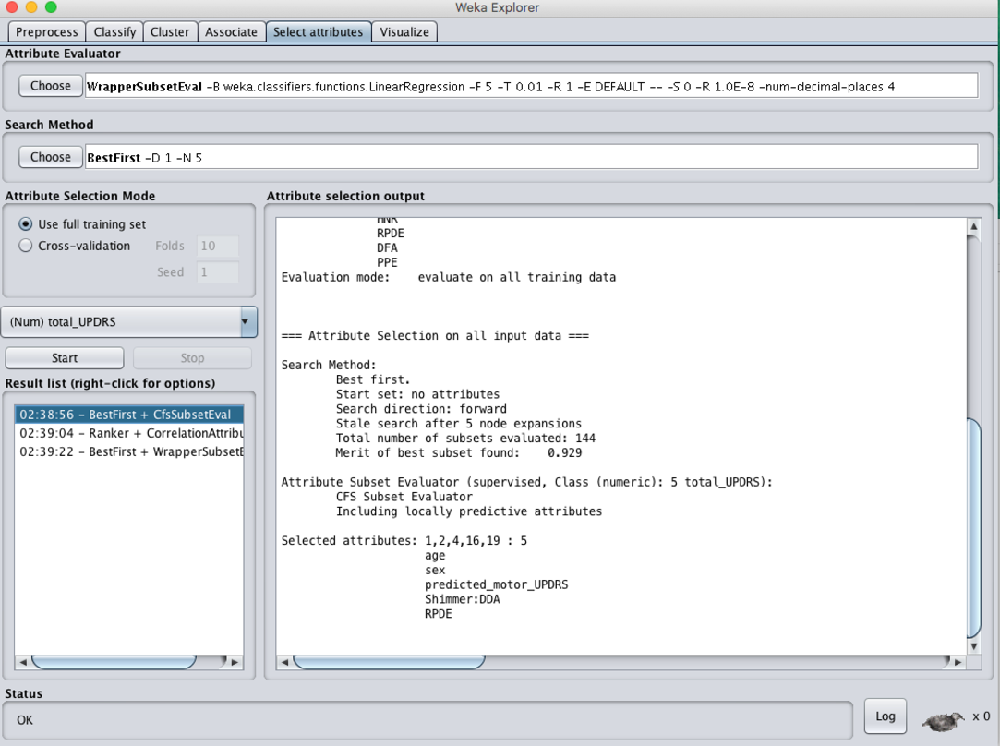 Weka Explorer
Preprocess Classify Cluster Associate Select attributes Visualize
Attribute Evaluator
Choose WrapperSubsetEval -B weka.classifiers.functions.LinearRegression -F 5 -T 0.01 -R 1 -E DEFAULT -- -S 0 -R 1.0E-8 -num-decimal-places 4
Search Method
Choose BestFirst -D 1 -N 5
Attribute Selection Mode
Use full training set
Cross-validation Folds 10
Seed 1
(Num) total_UPDRS
Start Stop
Result list (right-click for options)
02:38:56 - BestFirst + CfsSubsetEval
02:39:04 - Ranker + CorrelationAttribu
02:39:22 - BestFirst + WrapperSubsetE
Attribute selection output
HNR
RPDE
DFA
PPE
Evaluation mode: evaluate on all training data
=== Attribute Selection on all input data ===
Search Method:
Best first.
Start set: no attributes
Search direction: forward
Stale search after 5 node expansions
Total number of subsets evaluated: 144
Merit of best subset found: 0.929
Attribute Subset Evaluator (supervised, Class (numeric): 5 total_UPDRS):
CFS Subset Evaluator
Including locally predictive attributes
Selected attributes: 1,2,4,16,19 : 5
age
sex
predicted_motor_UPDRS
Shimmer:DDA
RPDE
Status
OK
Log x 0